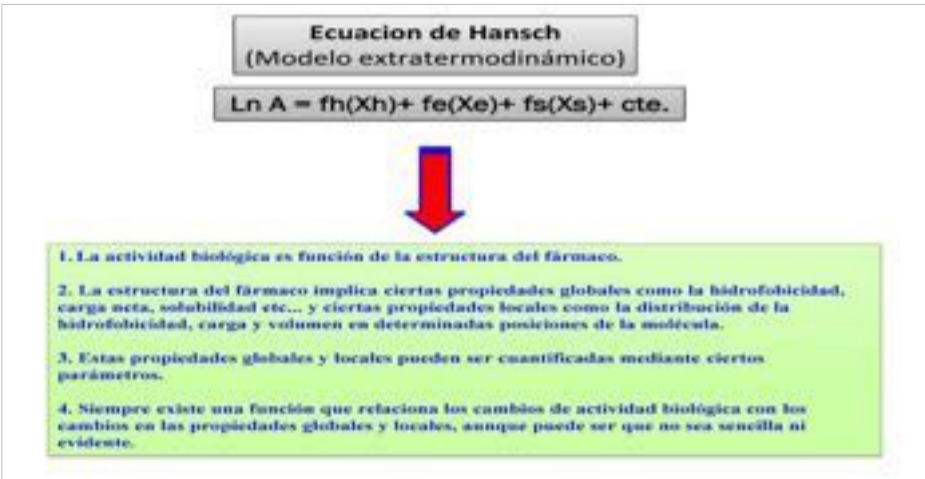 Ecuacion de Hansch
(Modelo extratermodinámico)
Ln A = fh(Xh)+ fe(Xe)+ fs(Xs)+ cte.
1. La actividad biológica es función de la estructura del fármaco.
2. La estructura del fármaco implica ciertas propiedades globales como la hidrofobicidad,
carga neta, solubilidad etc... y ciertas propiedades locales como la distribución de la
hidrofobicidad, carga y volumen en determinadas posiciones de la molécula.
3. Estas propiedades globales y locales pueden ser cuantificadas mediante ciertos
parámetros.
4. Siempre existe una función que relaciona los cambios de actividad biológica con los
cambios en las propiedades globales y locales, aunque puede ser que no sea sencilla ni
evidente.